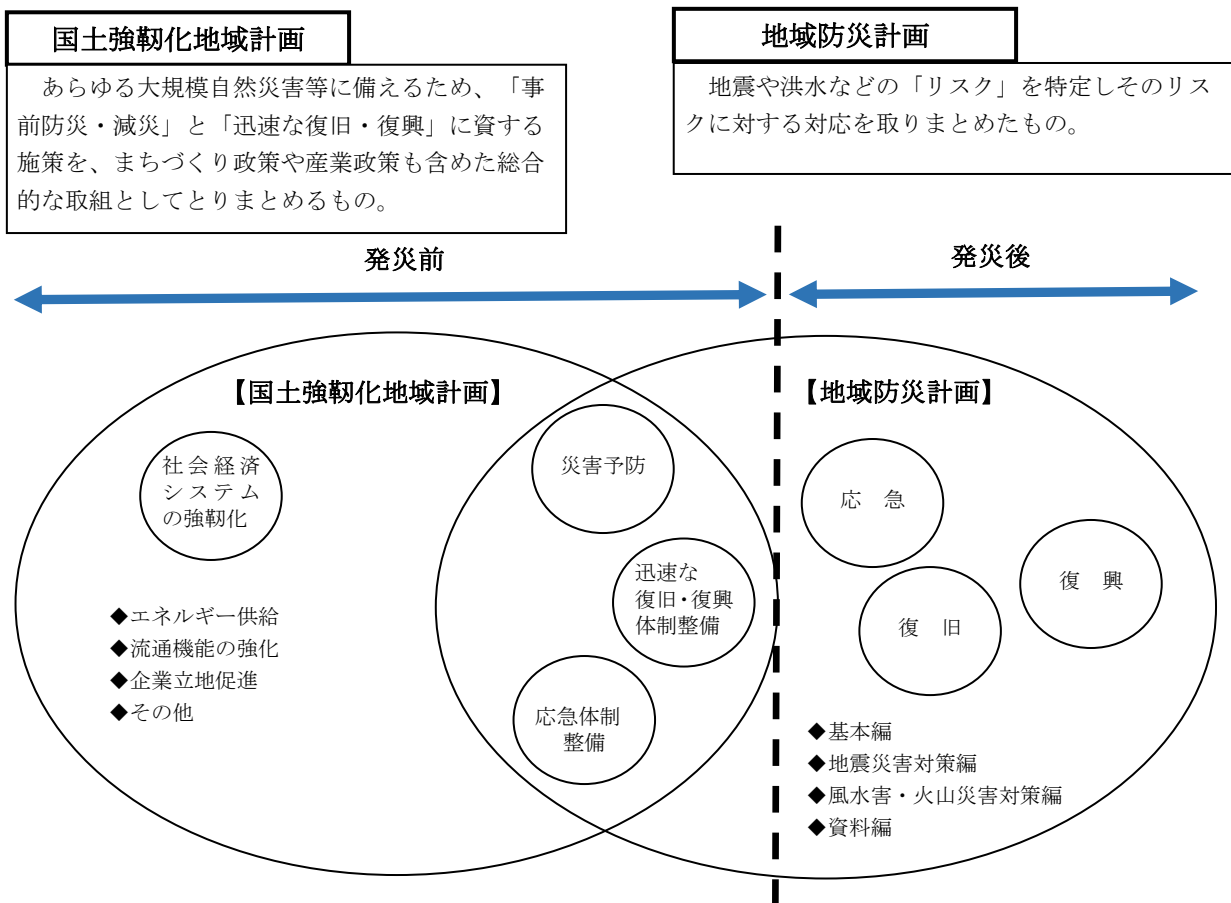 国土強靱化地域計画
あらゆる大規模自然災害等に備えるため、「事
前防災・減災」と「迅速な復旧・復興」に資する
施策を、まちづくり政策や産業政策も含めた総合
的な取組としてとりまとめるもの。
地域防災計画
地震や洪水などの「リスク」を特定しそのリス
クに対する対応を取りまとめたもの。
発災前
発災後
【国土強靱化地域計画】
社会経済
システム
の強靱化
◆エネルギー供給
◆流通機能の強化
◆企業立地促進
◆その他
災害予防
迅速な
復旧・復興
体制整備
応急体制
整備
【地域防災計画】
応　急
復　旧
復　興
◆基本編
◆地震災害対策編
◆風水害・火山災害対策編
◆資料編